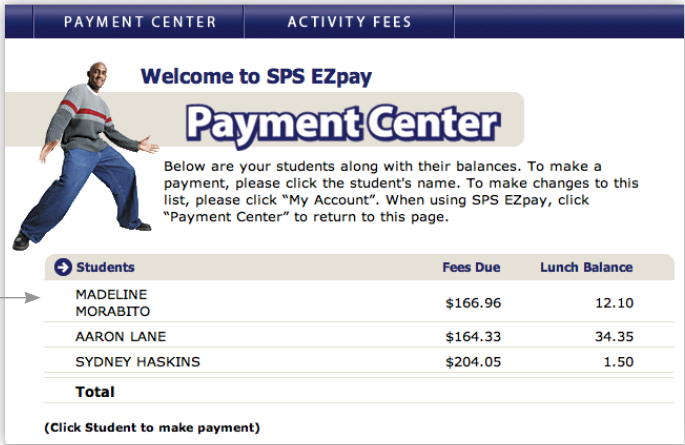 PAYMENT CENTER ACTIVITY FEES
Welcome to SPS EZpay
Payment Center
Below are your students along with their balances. To make a
payment, please click the student's name. To make changes to this
list, please click “My Account”. When using SPS EZpay, click
“Payment Center” to return to this page.
Students Fees Due Lunch Balance
MADELINE
MORABITO $166.96 12.10
AARON LANE $164.33 34.35
SYDNEY HASKINS $204.05 1.50
Total
(Click Student to make payment)